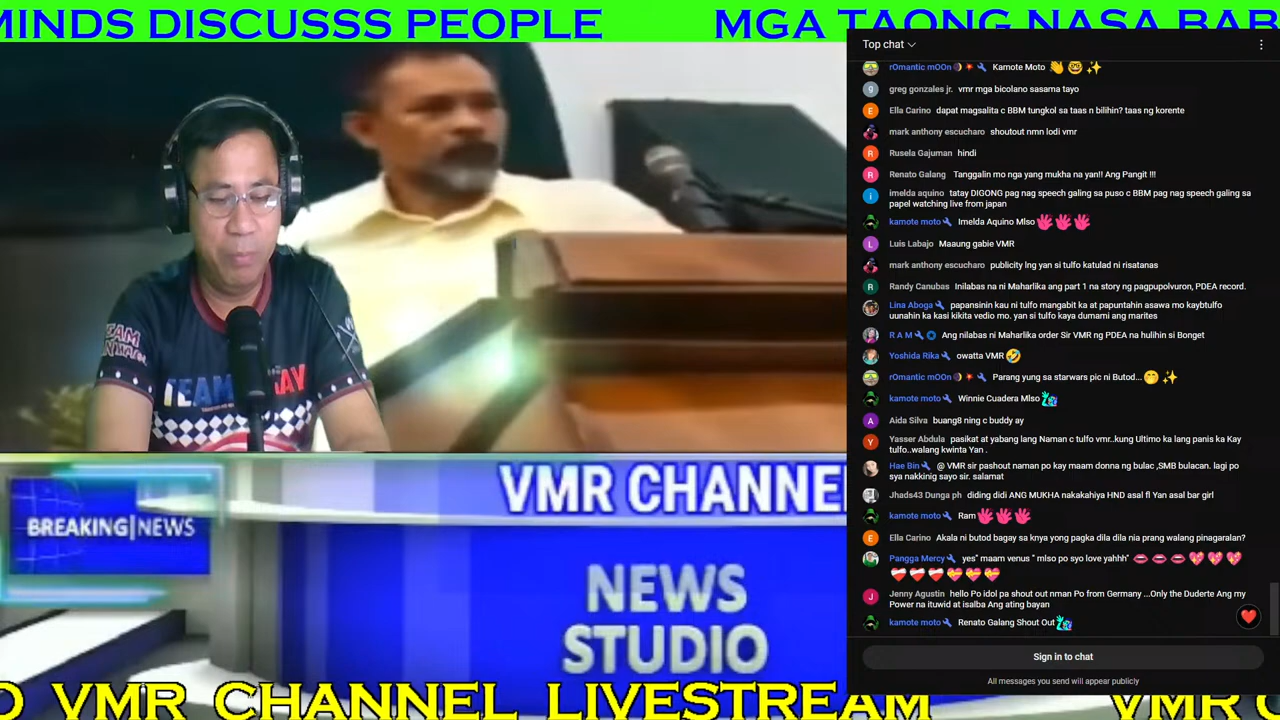 MINDS DISCUSSS PEOPLE MGA TAONG NASA BAB
Top chat
rOmantic mOOn Kamote Moto
greg gonzales jr. vmr mga bicolano sasama tayo
Ella Carino dapat magsalita c BBM tungkol sa taas n bilihin? taas ng korente
mark anthony escucharo shoutout nmn lodi vmr
Rusela Gajuman hindi
Renato Galang Tanggalin mo nga yang mukha na yan!! Ang Pangit !!!
imelda aquino tatay DIGONG pag nag speech galing sa puso c BBM pag nag speech galing sa
papel watching live from japan
kamote moto Imelda Aquino Mlso
Luis Labajo Maaung gabie VMR
mark anthony escucharo publicity lng yan si tulfo katulad ni risatanas
Randy Canubas Inilabas na ni Maharlika ang part 1 na story ng pagpupolvuron, PDEA record.
Lina Aboga papansinin kau ni tulfo mangabit ka at papuntahin asawa mo kaybtulfo
uunahin ka kasi kikita vedio mo. yan si tulfo kaya dumami ang marites
R A M Ang nilabas ni Maharlika order Sir VMR ng PDEA na hulihin si Bonget
Yoshida Rika owatta VMR
rOmantic mOOn Parang yung sa starwars pic ni Butod...
kamote moto Winnie Cuadera Mlso
Aida Silva buang8 ning c buddy ay
Yasser Abdula pasikat at yabang lang Naman c tulfo vmr..kung Ultimo ka lang panis ka Kay
tulfo..walang kwinta Yan .
Hae Bin @ VMR sir pashout naman po kay maam donna ng bulac ,SMB bulacan. lagi po
sya nakkinig sayo sir. salamat
Jhads43 Dunga ph diding didi ANG MUKHA nakakahiya HND asal fl Yan asal bar girl
kamote moto Ram
Ella Carino Akala ni butod bagay sa knya yong pagka dila dila nia prang walang pinagaralan?
Pangga Mercy yes" maam venus " mlso po syo love yahhh"
Jenny Agustin hello Po idol pa shout out nman Po from Germany ...Only the Duderte Ang my
Power na ituwid at isalba Ang ating bayan
kamote moto Renato Galang Shout Out
Sign in to chat
All messages you send will appear publicly
TEAM
VMR CHANNE
BREAKING|NEWS
NEWS
STUDIO
O VMR CHANNEL LIVESTREAM VMR C